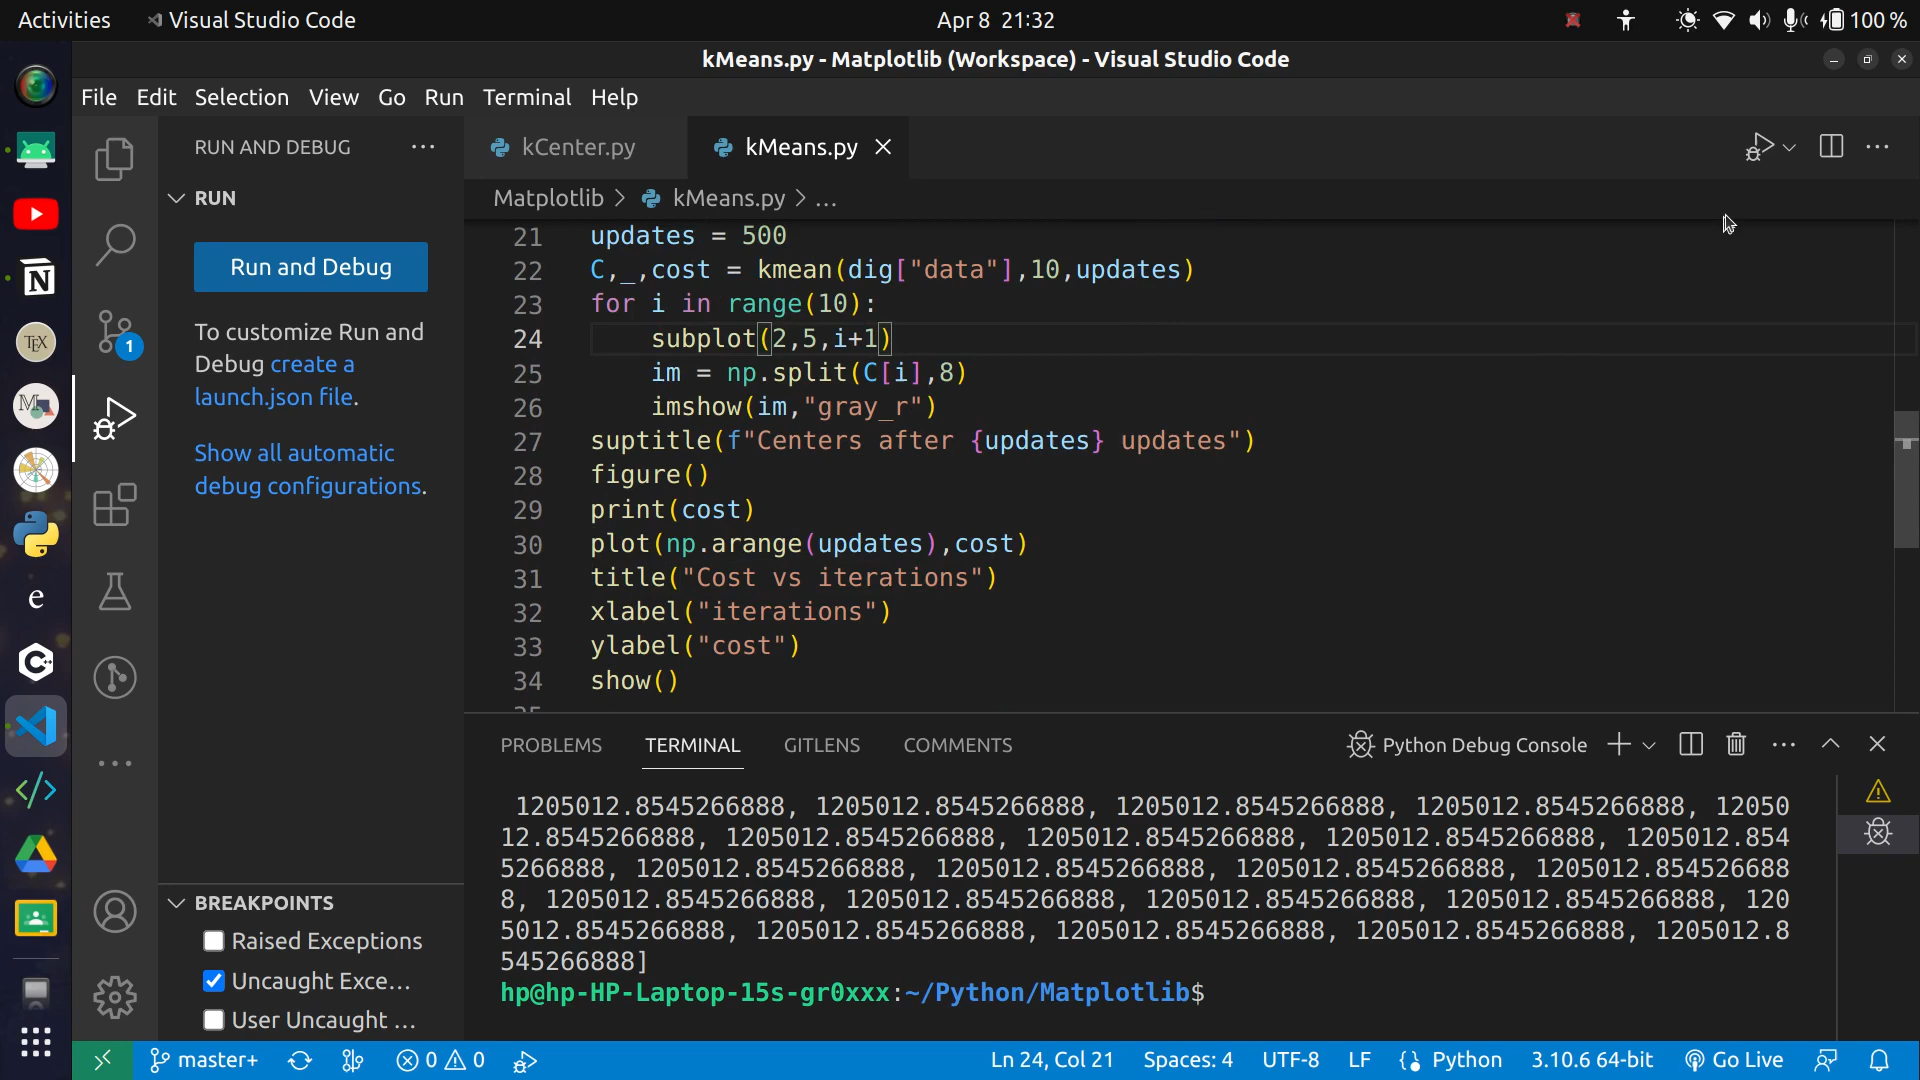 Activities
Visual Studio Code
Apr 8 21:32
100 %
kMeans.py - Matplotlib (Workspace) - Visual Studio Code
File Edit Selection View Go Run Terminal Help
RUN AND DEBUG
RUN
Run and Debug
To customize Run and
Debug create a
launch.json file.
Show all automatic
debug configurations.
BREAKPOINTS
Raised Exceptions
Uncaught Exce...
User Uncaught ...
N
TEX
M
e
C
1
kCenter.py
kMeans.py
Matplotlib > kMeans.py > ...
21 updates = 500
22 C,_,cost = kmean(dig["data"],10,updates)
23 for i in range(10):
24 subplot(2,5,i+1)
25 im = np.split(C[i],8)
26 imshow(im,"gray_r")
27 suptitle(f"Centers after {updates} updates")
28 figure()
29 print(cost)
30 plot(np.arange(updates),cost)
31 title("Cost vs iterations")
32 xlabel("iterations")
33 ylabel("cost")
34 show()
PROBLEMS TERMINAL GITLENS COMMENTS
Python Debug Console
1205012.8545266888, 1205012.8545266888, 1205012.8545266888, 1205012.8545266888, 12050
12.8545266888, 1205012.8545266888, 1205012.8545266888, 1205012.8545266888, 1205012.854
5266888, 1205012.8545266888, 1205012.8545266888, 1205012.8545266888, 1205012.854526688
8, 1205012.8545266888, 1205012.8545266888, 1205012.8545266888, 1205012.8545266888, 120
5012.8545266888, 1205012.8545266888, 1205012.8545266888, 1205012.8545266888, 1205012.8
545266888]
hp@hp-HP-Laptop-15s-gr0xxx:~/Python/Matplotlib$
master+
0 0
Ln 24, Col 21
Spaces: 4
UTF-8
LF
Python
3.10.6 64-bit
Go Live